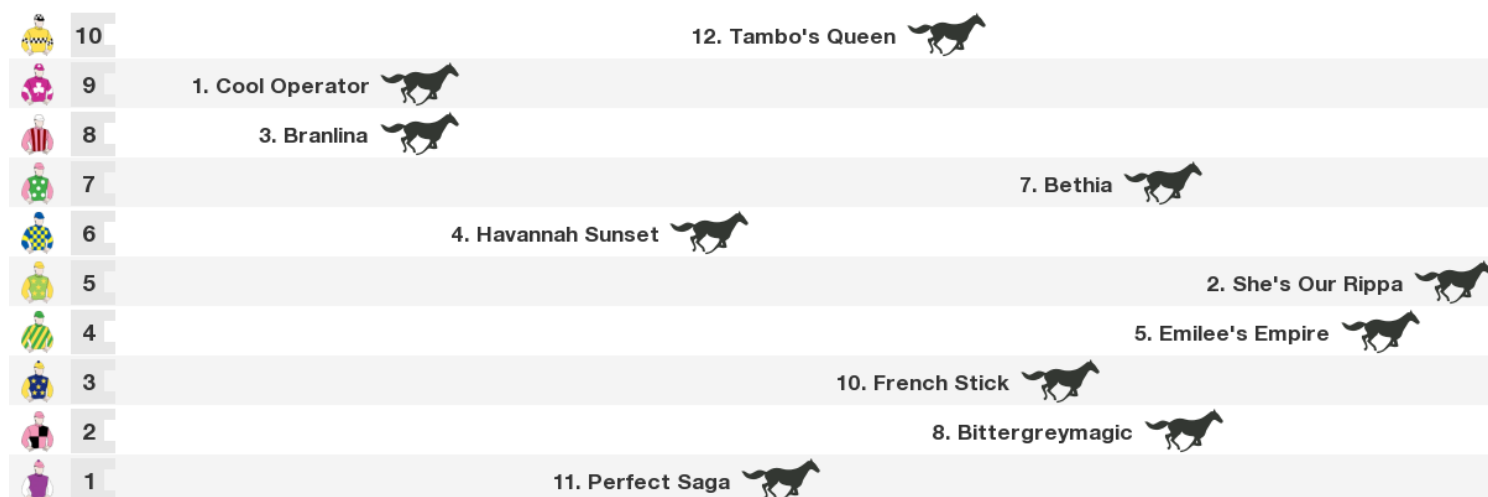 10 12. Tambo's Queen
9 1. Cool Operator
8 3. Branlina
7 7. Bethia
6 4. Havannah Sunset
5 2. She's Our Rippa
4 5. Emilee's Empire
3 10. French Stick
2 8. Bittergreymagic
1 11. Perfect Saga